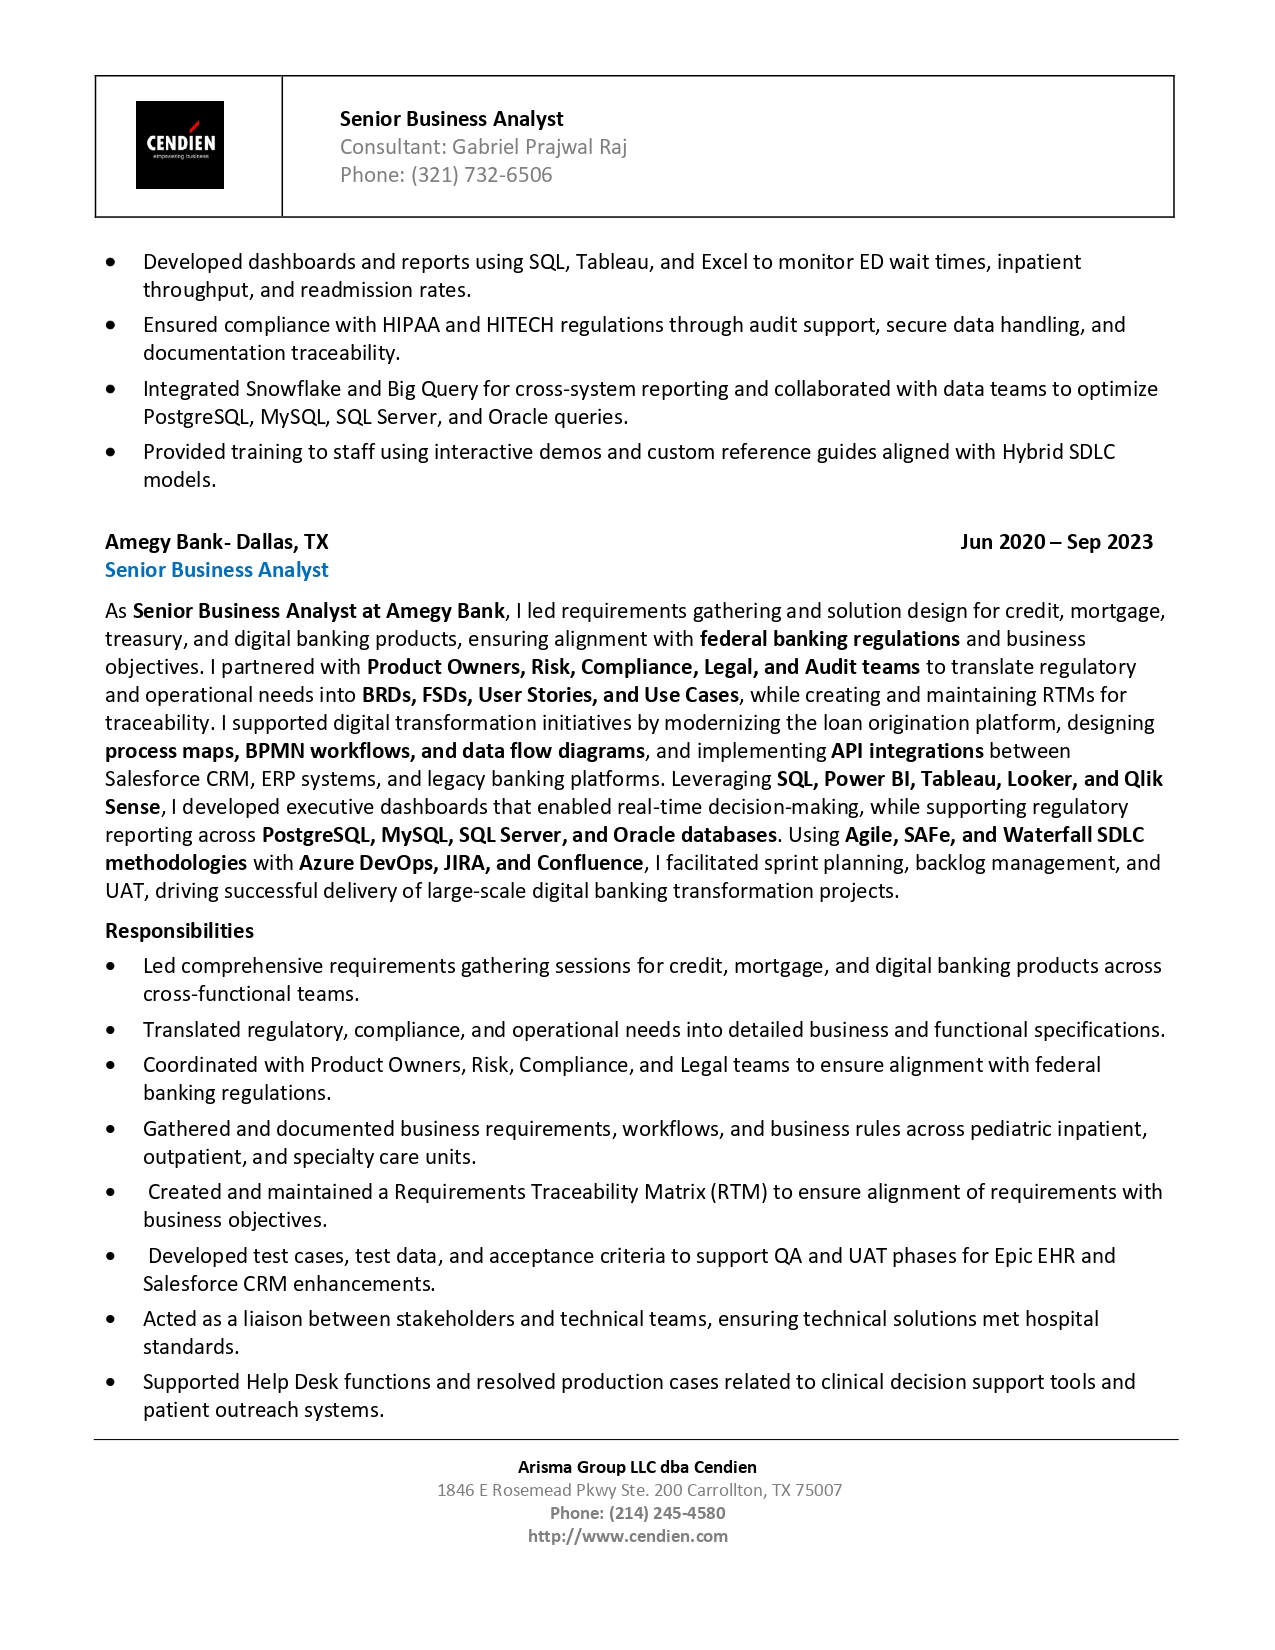 CENDIEN
empowering business
Senior Business Analyst
Consultant: Gabriel Prajwal Raj
Phone: (321) 732-6506
• Developed dashboards and reports using SQL, Tableau, and Excel to monitor ED wait times, inpatient
throughput, and readmission rates.
• Ensured compliance with HIPAA and HITECH regulations through audit support, secure data handling, and
documentation traceability.
• Integrated Snowflake and Big Query for cross-system reporting and collaborated with data teams to optimize
PostgreSQL, MySQL, SQL Server, and Oracle queries.
• Provided training to staff using interactive demos and custom reference guides aligned with Hybrid SDLC
models.
Amegy Bank- Dallas, TX Jun 2020 – Sep 2023
Senior Business Analyst
As Senior Business Analyst at Amegy Bank, I led requirements gathering and solution design for credit, mortgage,
treasury, and digital banking products, ensuring alignment with federal banking regulations and business
objectives. I partnered with Product Owners, Risk, Compliance, Legal, and Audit teams to translate regulatory
and operational needs into BRDs, FSDs, User Stories, and Use Cases, while creating and maintaining RTMs for
traceability. I supported digital transformation initiatives by modernizing the loan origination platform, designing
process maps, BPMN workflows, and data flow diagrams, and implementing API integrations between
Salesforce CRM, ERP systems, and legacy banking platforms. Leveraging SQL, Power BI, Tableau, Looker, and Qlik
Sense, I developed executive dashboards that enabled real-time decision-making, while supporting regulatory
reporting across PostgreSQL, MySQL, SQL Server, and Oracle databases. Using Agile, SAFe, and Waterfall SDLC
methodologies with Azure DevOps, JIRA, and Confluence, I facilitated sprint planning, backlog management, and
UAT, driving successful delivery of large-scale digital banking transformation projects.
Responsibilities
• Led comprehensive requirements gathering sessions for credit, mortgage, and digital banking products across
cross-functional teams.
• Translated regulatory, compliance, and operational needs into detailed business and functional specifications.
• Coordinated with Product Owners, Risk, Compliance, and Legal teams to ensure alignment with federal
banking regulations.
• Gathered and documented business requirements, workflows, and business rules across pediatric inpatient,
outpatient, and specialty care units.
• Created and maintained a Requirements Traceability Matrix (RTM) to ensure alignment of requirements with
business objectives.
• Developed test cases, test data, and acceptance criteria to support QA and UAT phases for Epic EHR and
Salesforce CRM enhancements.
• Acted as a liaison between stakeholders and technical teams, ensuring technical solutions met hospital
standards.
• Supported Help Desk functions and resolved production cases related to clinical decision support tools and
patient outreach systems.
Arisma Group LLC dba Cendien
1846 E Rosemead Pkwy Ste. 200 Carrollton, TX 75007
Phone: (214) 245-4580
http://www.cendien.com